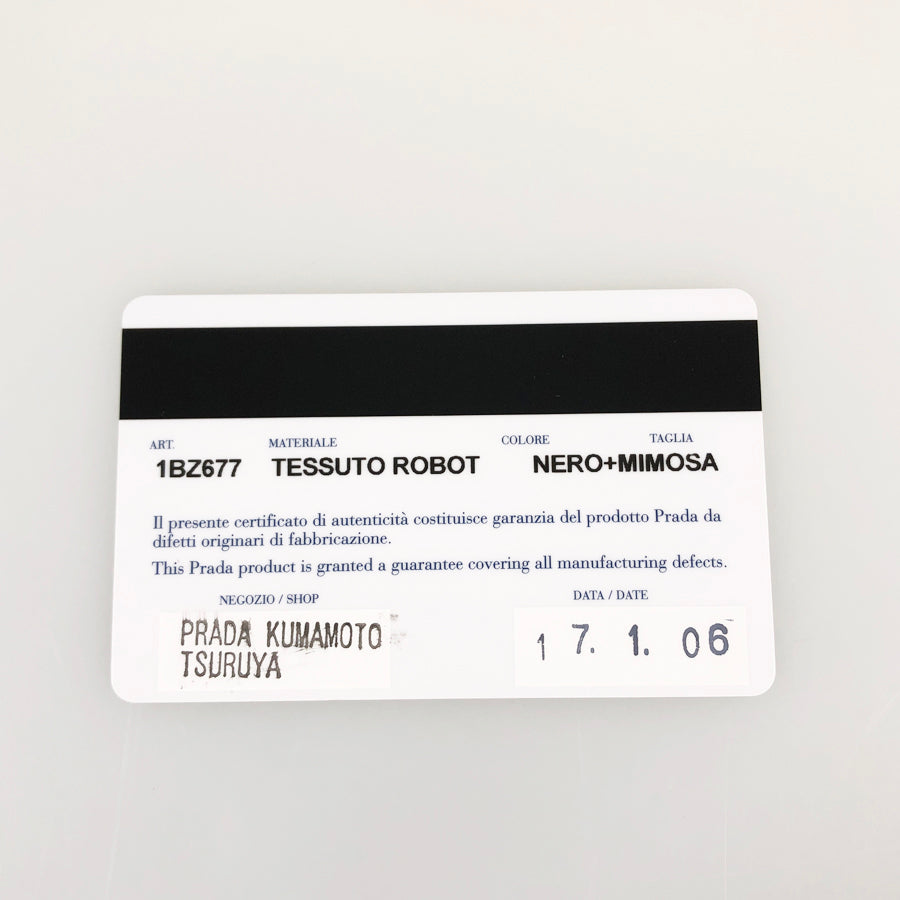 ART. MATERIALE COLORE TAGLIA
1BZ677 TESSUTO ROBOT NERO+MIMOSA
Il presente certificato di autenticità costituisce garanzia del prodotto Prada da
difetti originari di fabbricazione.
This Prada product is granted a guarantee covering all manufacturing defects.
NEGOZIO / SHOP DATA / DATE
PRADA KUMAMOTO 17. 1. 06
TSURUYA